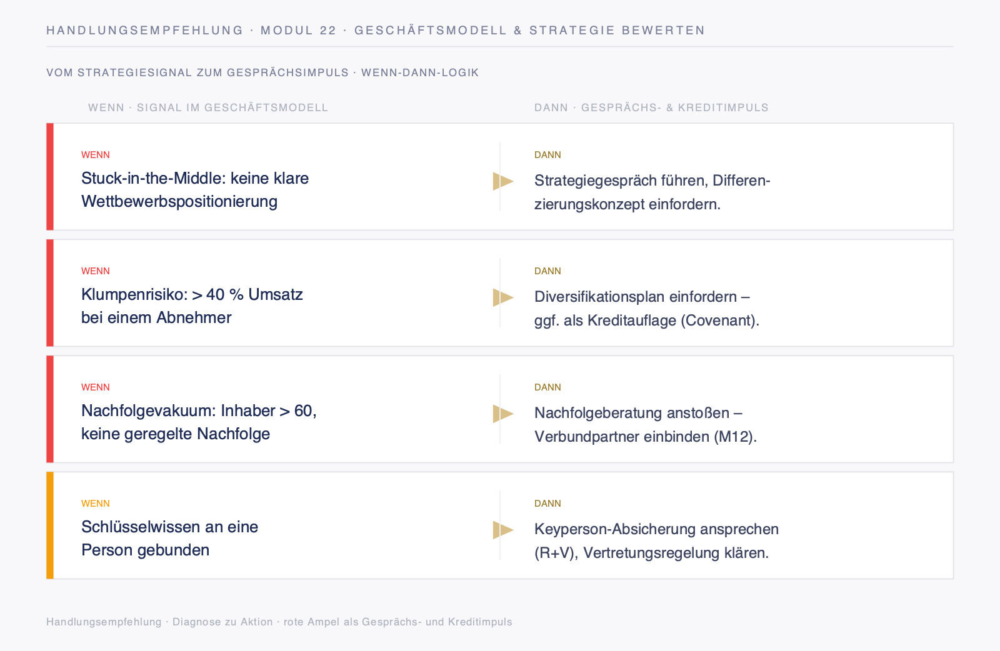 HANDLUNGSEMPFEHLUNG · MODUL 22 · GESCHÄFTSMODELL & STRATEGIE BEWERTEN
VOM STRATEGIESIGNAL ZUM GESPRÄCHSIMPULS · WENN-DANN-LOGIK
WENN · SIGNAL IM GESCHÄFTSMODELL
DANN · GESPRÄCHS- & KREDITIMPULS
WENN
Stuck-in-the-Middle: keine klare
Wettbewerbspositionierung
DANN
Strategiegespräch führen, Differen-
zierungskonzept einfordern.
WENN
Klumpenrisiko: > 40 % Umsatz
bei einem Abnehmer
DANN
Diversifikationsplan einfordern –
ggf. als Kreditauflage (Covenant).
WENN
Nachfolgevakuum: Inhaber > 60,
keine geregelte Nachfolge
DANN
Nachfolgeberatung anstoßen –
Verbundpartner einbinden (M12).
WENN
Schlüsselwissen an eine
Person gebunden
DANN
Keyperson-Absicherung ansprechen
(R+V), Vertretungsregelung klären.
Handlungsempfehlung · Diagnose zu Aktion · rote Ampel als Gesprächs- und Kreditimpuls